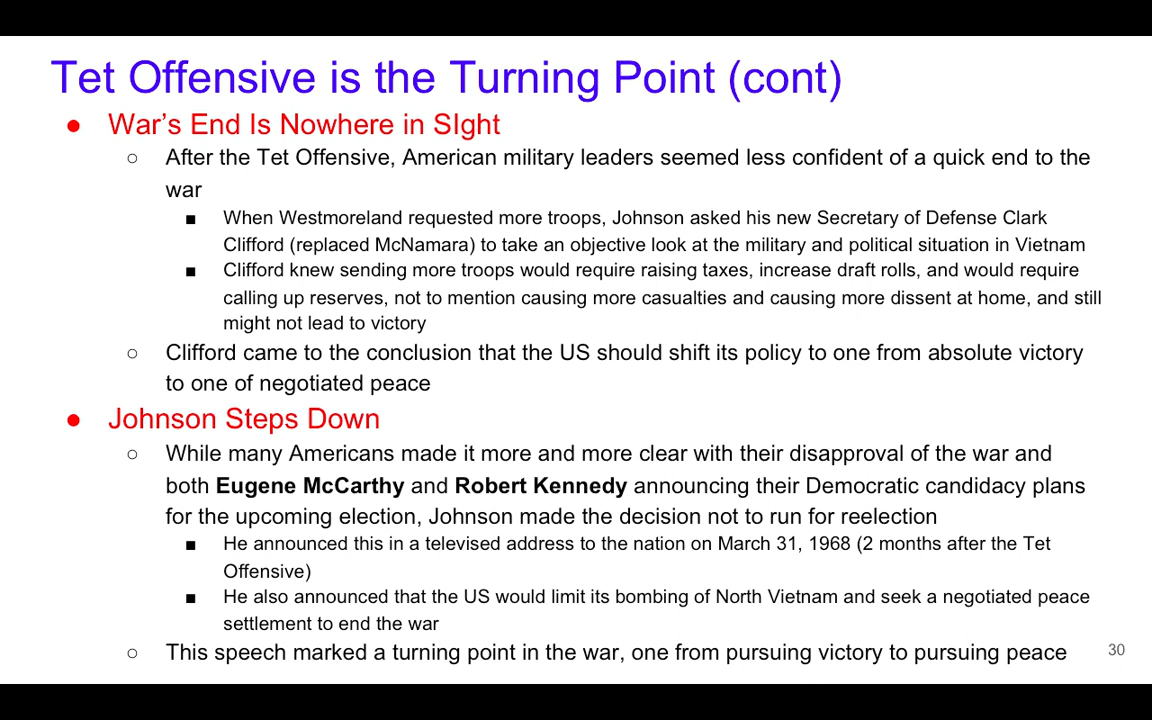 Tet Offensive is the Turning Point (cont)
● War's End Is Nowhere in SIght
○ After the Tet Offensive, American military leaders seemed less confident of a quick end to the
war
■ When Westmoreland requested more troops, Johnson asked his new Secretary of Defense Clark
Clifford (replaced McNamara) to take an objective look at the military and political situation in Vietnam
■ Clifford knew sending more troops would require raising taxes, increase draft rolls, and would require
calling up reserves, not to mention causing more casualties and causing more dissent at home, and still
might not lead to victory
○ Clifford came to the conclusion that the US should shift its policy to one from absolute victory
to one of negotiated peace
● Johnson Steps Down
○ While many Americans made it more and more clear with their disapproval of the war and
both Eugene McCarthy and Robert Kennedy announcing their Democratic candidacy plans
for the upcoming election, Johnson made the decision not to run for reelection
■ He announced this in a televised address to the nation on March 31, 1968 (2 months after the Tet
Offensive)
■ He also announced that the US would limit its bombing of North Vietnam and seek a negotiated peace
settlement to end the war
○ This speech marked a turning point in the war, one from pursuing victory to pursuing peace
30